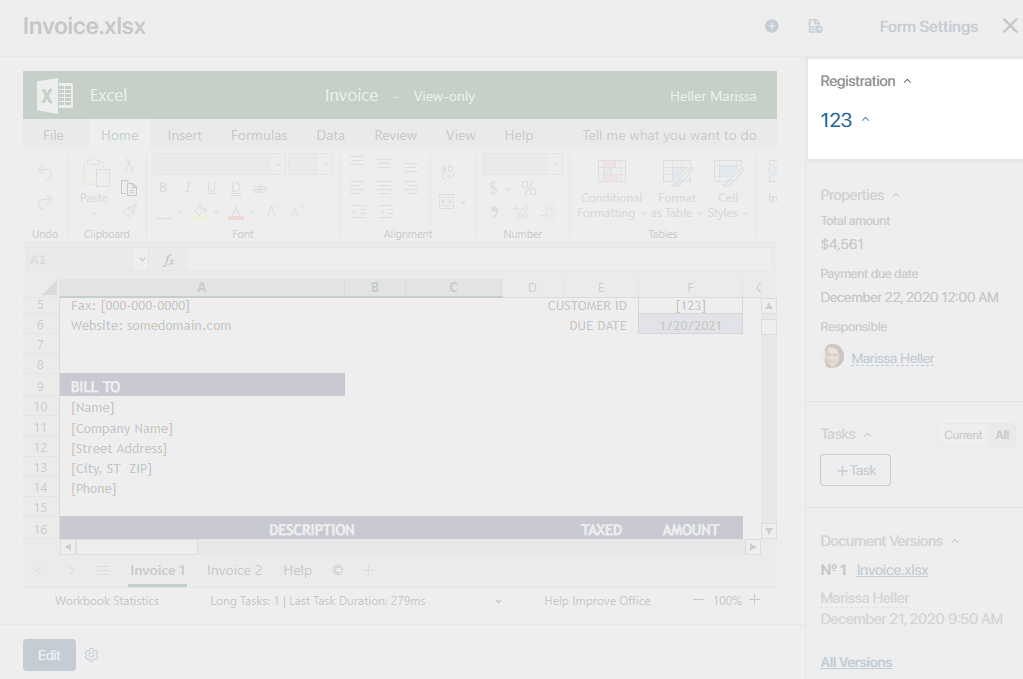 Invoice.xlsx
Form Settings
Excel
Invoice - View-only
Heller Marissa
File Home Insert Formulas Data Review View Help Tell me what you want to do
Paste
Conditional Formatting
Format as Table
Cell Styles
In
Undo Clipboard Font Alignment Number Tables
A1
fx
A B C D E F
5 Fax: [000-000-0000] CUSTOMER ID [123]
6 Website: somedomain.com DUE DATE 1/20/2021
7
8
9 BILL TO
10 [Name]
11 [Company Name]
12 [Street Address]
13 [City, ST ZIP]
14 [Phone]
15
16 DESCRIPTION TAXED AMOUNT
Invoice 1 Invoice 2 Help ©
Workbook Statistics Long Tasks: 1 | Last Task Duration: 279ms Help Improve Office 100%
Edit
Registration
123
Properties
Total amount
$4,561
Payment due date
December 22, 2020 12:00 AM
Responsible
Marissa Heller
Tasks Current All
+ Task
Document Versions
№ 1 Invoice.xlsx
Marissa Heller
December 21, 2020 9:50 AM
All Versions